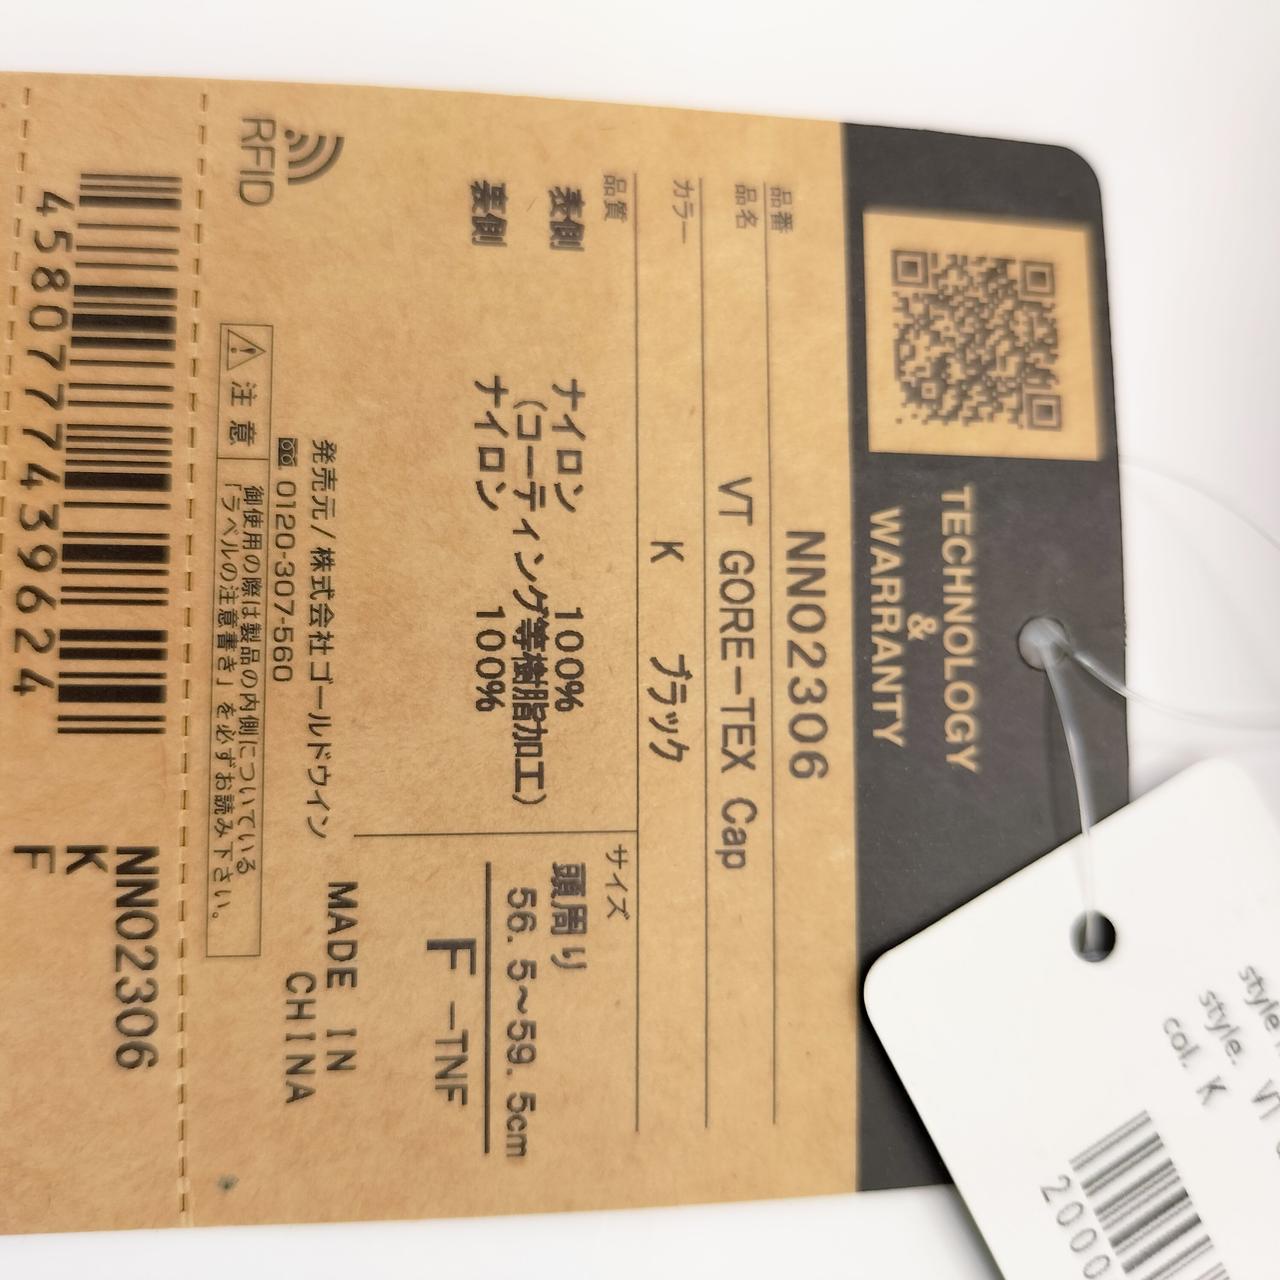 TECHNOLOGY
&
WARRANTY
品番 NN02306
品名 VT GORE-TEX Cap
カラー K ブラック
品質
表側 ナイロン 100%
(コーティング等樹脂加工)
裏側 ナイロン 100%
サイズ
頭周り
56.5~59.5cm
F -TNF
発売元/株式会社ゴールドウイン
0120-307-560
MADE IN
CHINA
RFID
注意
御使用の際は製品の内側についている
「ラベルの注意書き」を必ずお読み下さい。
4580777439624
NN02306
K
F
style
style. VT
col. K
2000